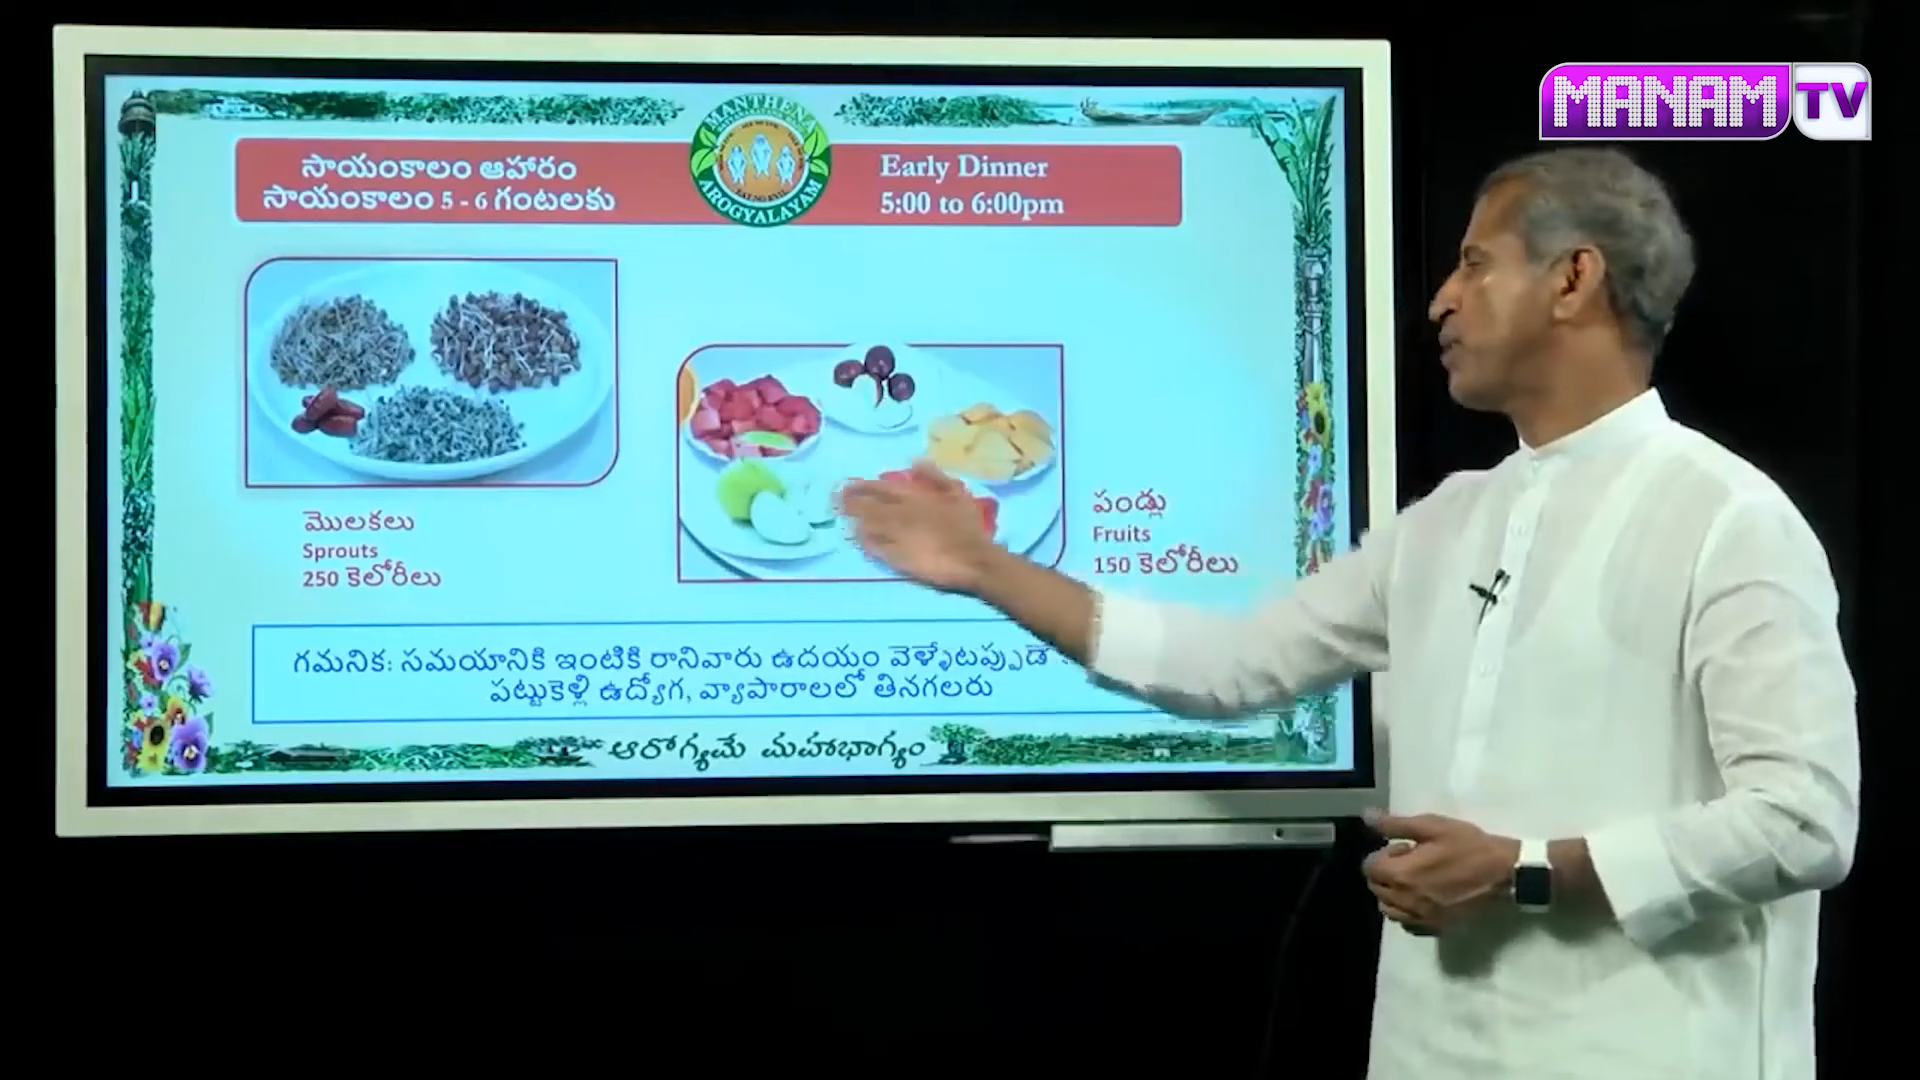 MANAM TV
MANTHENA
AROGYALAYAM
సాయంకాలం ఆహారం
సాయంకాలం 5 - 6 గంటలకు
Early Dinner
5:00 to 6:00pm
మొలకలు
Sprouts
250 కెలోరీలు
పండ్లు
Fruits
150 కెలోరీలు
గమనిక: సమయానికి ఇంటికి రానివారు ఉదయం వెళ్ళేటప్పుడే
పట్టుకెళ్లి ఉద్యోగ, వ్యాపారాలలో తినగలరు
ఆరోగ్యమే మహాభాగ్యం